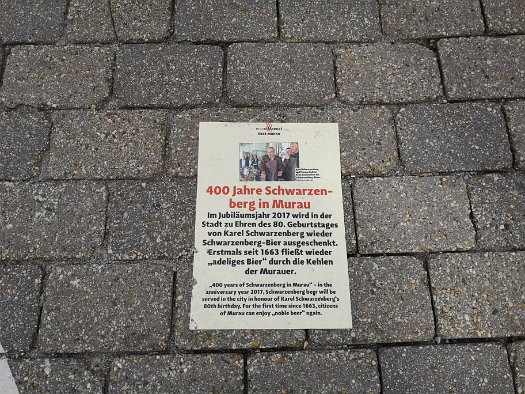 400 Jahre Schwarzen-
berg in Murau
Im Jubiläumsjahr 2017 wird in der
Stadt zu Ehren des 80. Geburtstages
von Karel Schwarzenberg wieder
Schwarzenberg-Bier ausgeschenkt.
Erstmals seit 1663 fließt wieder
„adeliges Bier“ durch die Kehlen
der Murauer.
„400 years of Schwarzenberg in Murau“ – in the
anniversary year 2017, Schwarzenberg beer will be
served in the city in honour of Karel Schwarzenberg's
80th birthday. For the first time since 1663, citizens
of Murau can enjoy „noble beer“ again.